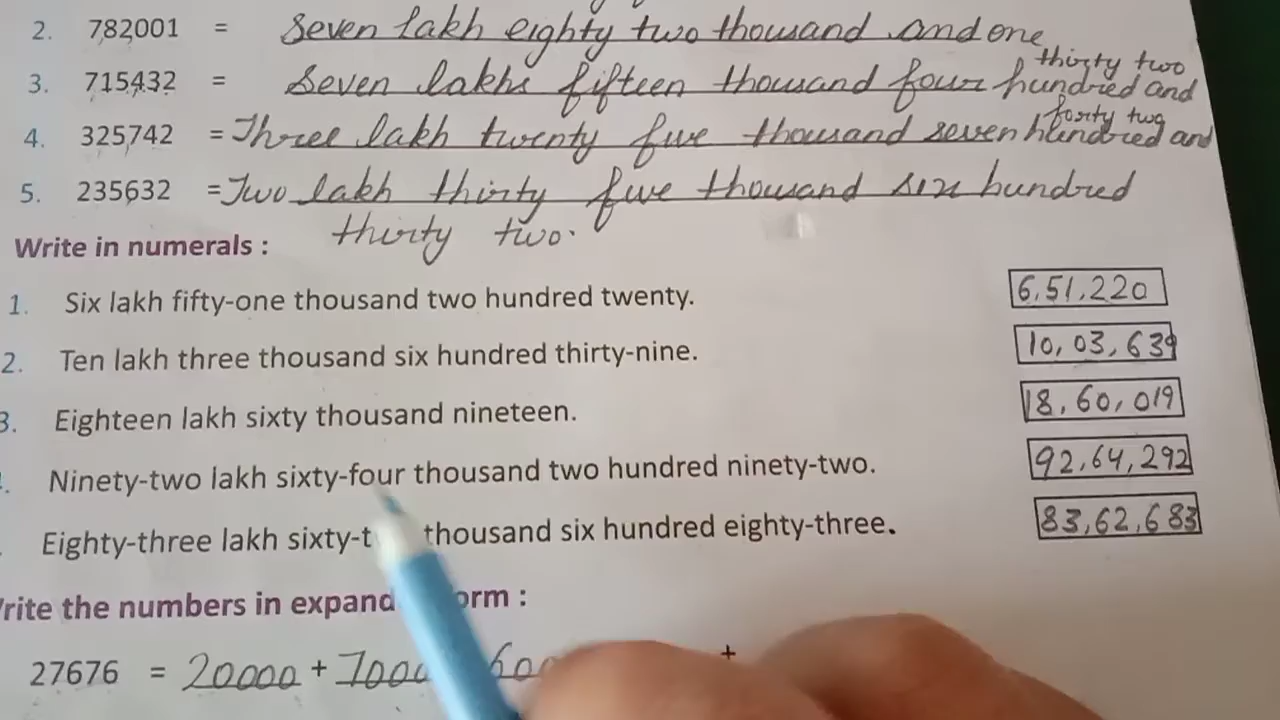 2. 782001 = Seven lakh eighty two thousand and one
thirty two
3. 715432 = Seven lakhs fifteen thousand four hundred and
forty two
4. 325742 = Three lakh twenty five thousand seven hundred and
5. 235632 = Two lakh thirty five thousand six hundred
thirty two.
Write in numerals :
1. Six lakh fifty-one thousand two hundred twenty. 6,51,220
2. Ten lakh three thousand six hundred thirty-nine. 10,03,639
3. Eighteen lakh sixty thousand nineteen. 18,60,019
Ninety-two lakh sixty-four thousand two hundred ninety-two. 92,64,292
Eighty-three lakh thousand six hundred eighty-three. 83,62,683
the numbers in :
27676 = 20000 + +